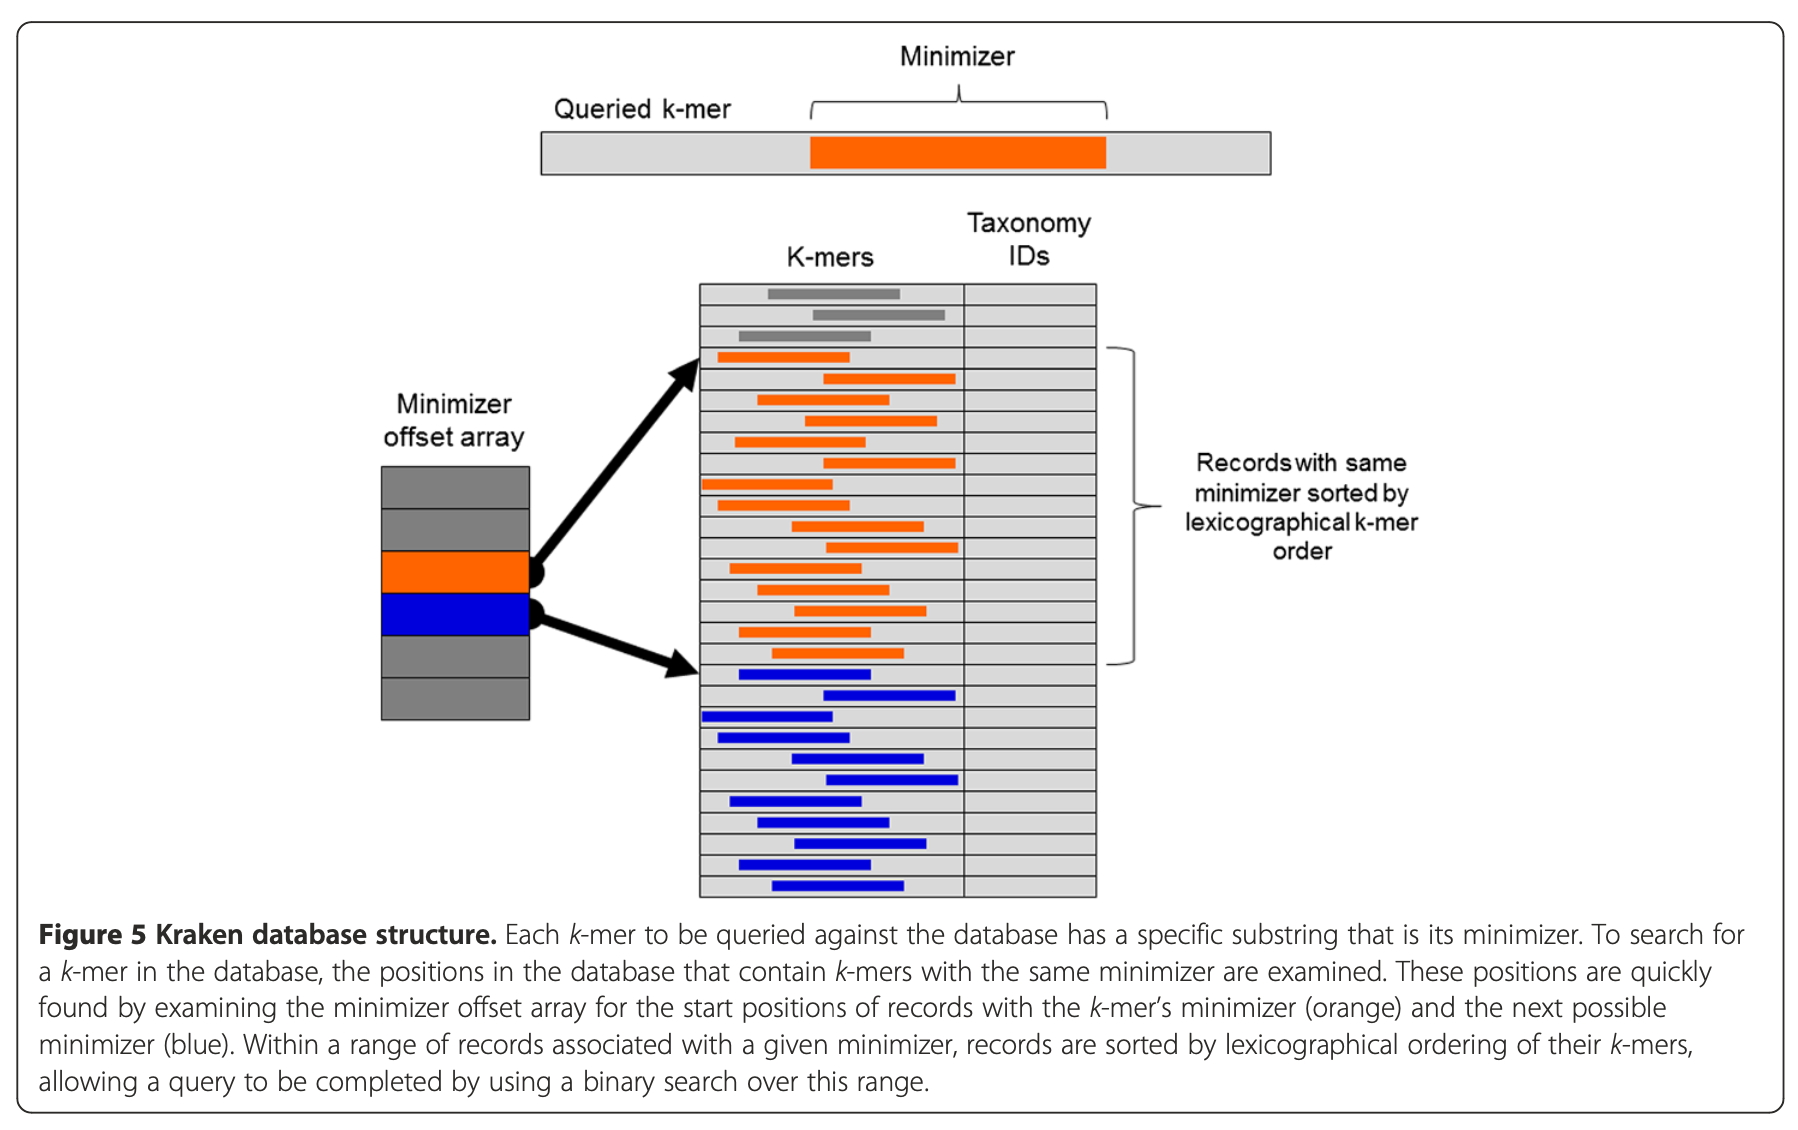 Minimizer
Queried k-mer
Taxonomy
IDs
K-mers
Minimizer
offset array
Records with same
minimizer sorted by
lexicographical k-mer
order
Figure 5 Kraken database structure. Each k-mer to be queried against the database has a specific substring that is its minimizer. To search for
a k-mer in the database, the positions in the database that contain k-mers with the same minimizer are examined. These positions are quickly
found by examining the minimizer offset array for the start positions of records with the k-mer’s minimizer (orange) and the next possible
minimizer (blue). Within a range of records associated with a given minimizer, records are sorted by lexicographical ordering of their k-mers,
allowing a query to be completed by using a binary search over this range.